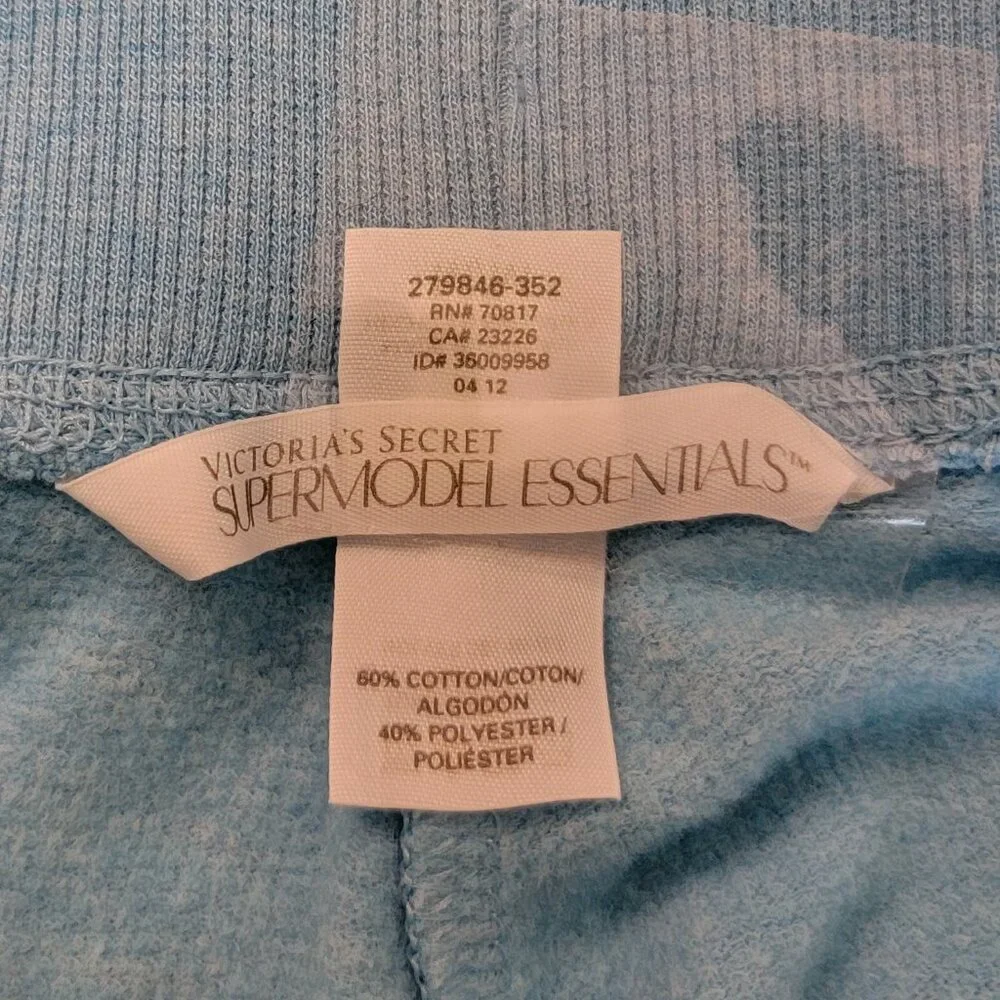 279846-352
RN# 70817
CA# 23226
ID# 36009958
04 12
VICTORIA'S SECRET
SUPERMODEL ESSENTIALS™
60% COTTON/COTON/
ALGODÓN
40% POLYESTER /
POLIÉSTER